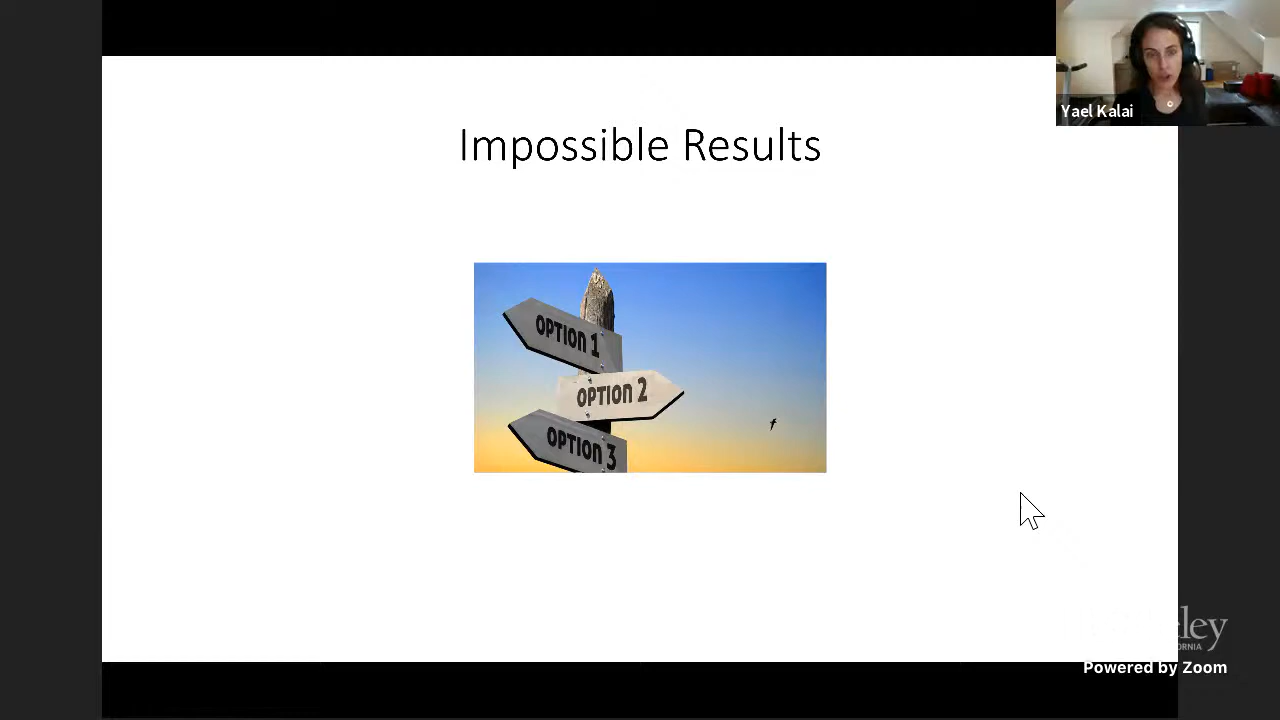 Yael Kalai
Impossible Results
OPTION 1
OPTION 2
OPTION 3
Powered by Zoom